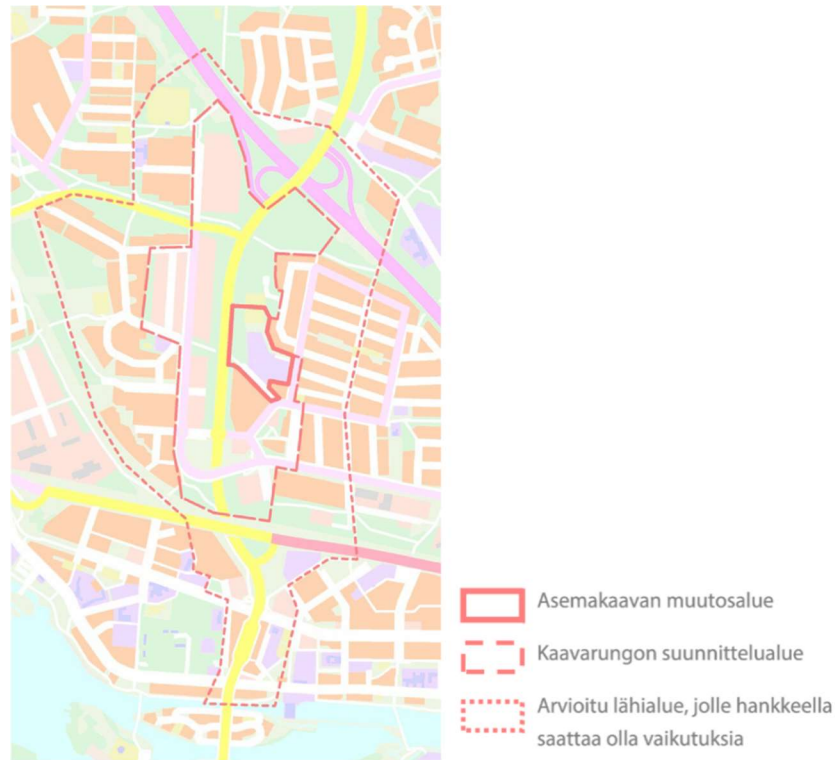 Asemakaavan muutosalue
Kaavarungon suunnittelualue
Arvioitu lähialue, jolle hankkeella
saattaa olla vaikutuksia